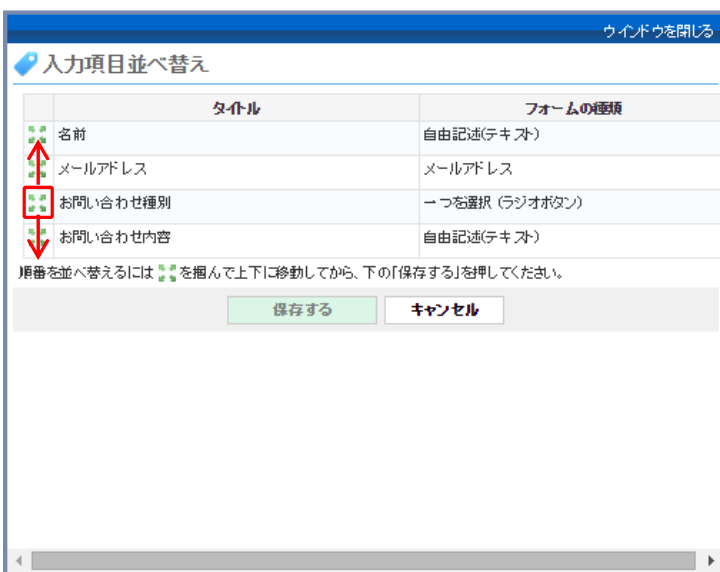 ウインドウを閉じる
入力項目並べ替え
タイトル フォームの種類
名前 自由記述(テキスト)
メールアドレス メールアドレス
お問い合わせ種別 一つを選択 (ラジオボタン)
お問い合わせ内容 自由記述(テキスト)
順番を並べ替えるには を掴んで上下に移動してから、下の「保存する」を押してください。
保存する キャンセル